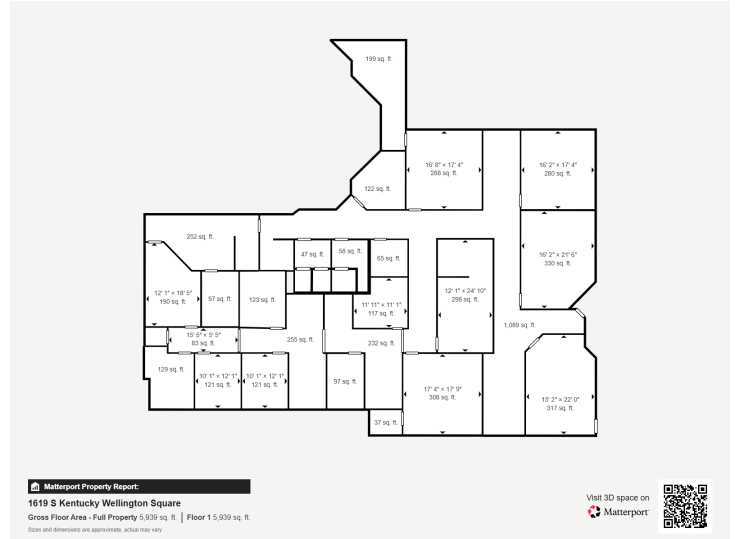 199 sq. ft.
16' 8" × 17' 4"
288 sq. ft.
16' 2" × 17' 4"
280 sq. ft.
122 sq. ft.
252 sq. ft.
47 sq. ft.
58 sq. ft.
65 sq. ft.
16' 2" × 21' 6"
330 sq. ft.
12' 1" × 18' 5"
190 sq. ft.
97 sq. ft.
123 sq. ft.
11' 11" × 11' 1"
117 sq. ft.
12' 1" × 24' 10"
298 sq. ft.
1,089 sq. ft.
15' 5" × 5' 5"
83 sq. ft.
255 sq. ft.
232 sq. ft.
129 sq. ft.
10' 1" × 12' 1"
121 sq. ft.
10' 1" × 12' 1"
121 sq. ft.
97 sq. ft.
17' 4" × 17' 9"
308 sq. ft.
15' 2" × 22' 0"
317 sq. ft.
37 sq. ft.
Matterport Property Report:
1619 S Kentucky Wellington Square
Gross Floor Area - Full Property 5,939 sq. ft. | Floor 1 5,939 sq. ft.
Sizes and dimensions are approximate, actual may vary
Visit 3D space on
Matterport